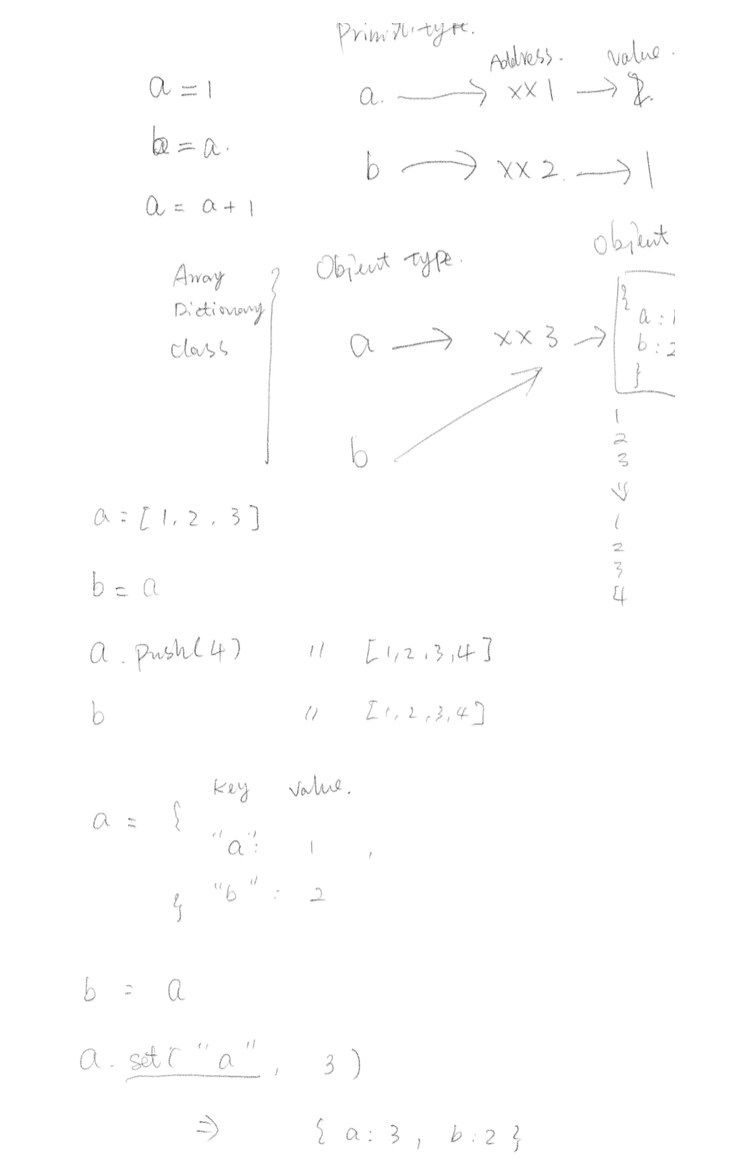 Primitive type.
Address. value.
a = 1 a. → xx1 → 2
b = a. b → xx2. → 1
a = a + 1
Object
Array Object type.
Dictionary
class a → xx3 → {
a : 1
b : 2
}
b
1
2
3
⇓
1
2
3
4
a = [1, 2, 3]
b = a
a.push(4) // [1,2,3,4]
b // [1,2,3,4]
key value.
a = {
"a": 1 ,
} "b" : 2
b = a
a. set( "a" , 3 )
⇒ { a:3, b:2 }